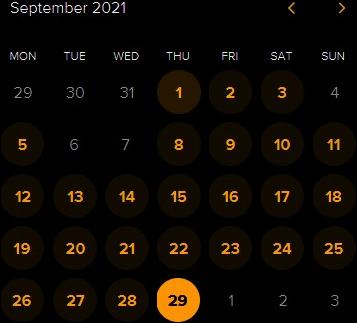 September 2021
MON TUE WED THU FRI SAT SUN
29 30 31 1 2 3 4
5 6 7 8 9 10 11
12 13 14 15 16 17 18
19 20 21 22 23 24 25
26 27 28 29 1 2 3